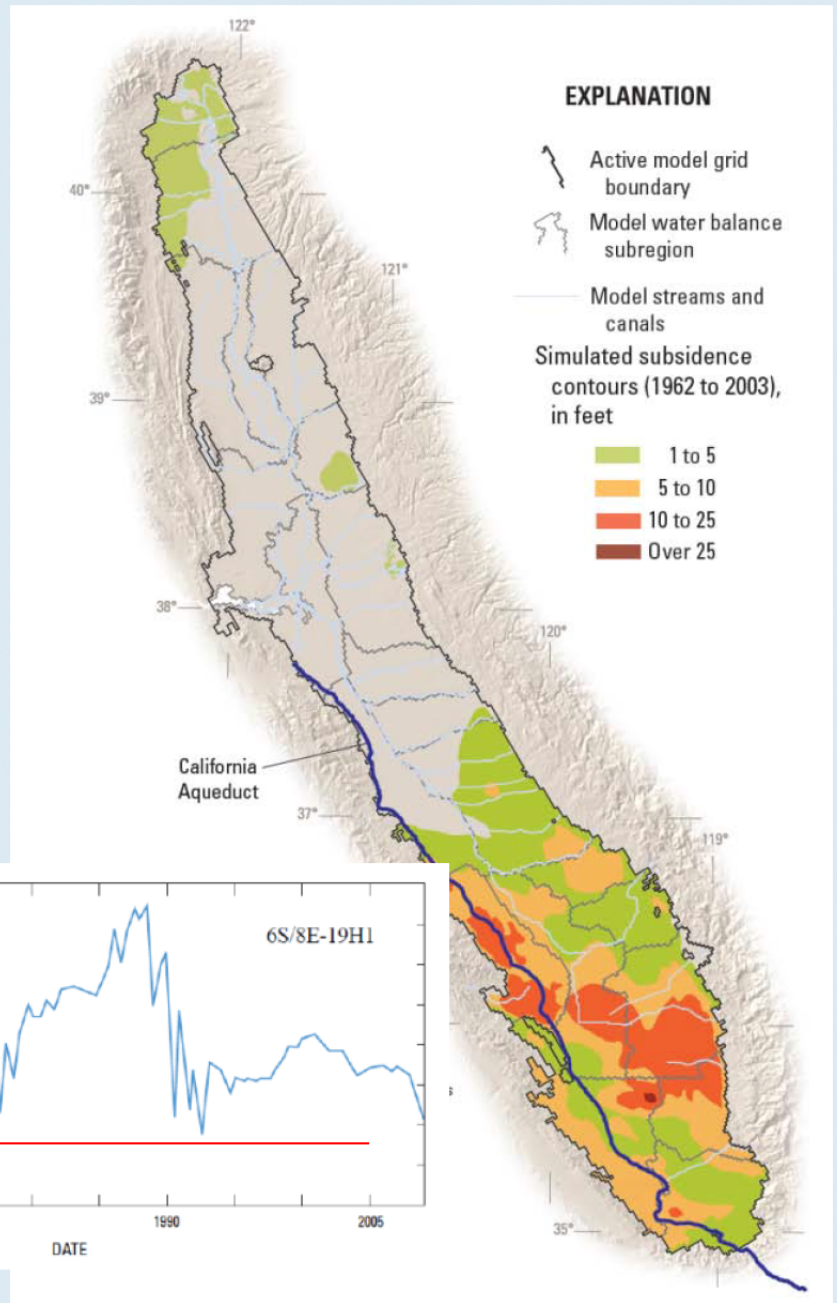 122°
EXPLANATION
Active model grid
boundary
40°
Model water balance
subregion
121°
Model streams and
canals
Simulated subsidence
contours (1962 to 2003),
in feet
39°
1 to 5
5 to 10
10 to 25
Over 25
38°
120°
California
Aqueduct
37°
119°
6S/8E-19H1
s
35°
1990
2005
DATE